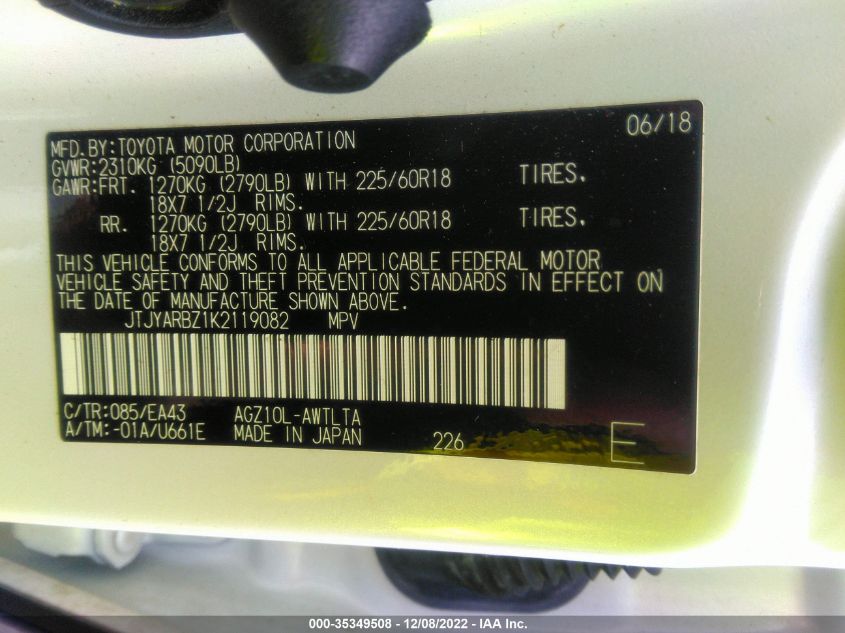 06/18
MFD.BY:TOYOTA MOTOR CORPORATION
GVWR:2310KG (5090LB)
GAWR:FRT. 1270KG (2790LB) WITH 225/60R18 TIRES.
18X7 1/2J RIMS.
RR. 1270KG (2790LB) WITH 225/60R18 TIRES.
18X7 1/2J RIMS.
THIS VEHICLE CONFORMS TO ALL APPLICABLE FEDERAL MOTOR
VEHICLE SAFETY AND THEFT PREVENTION STANDARDS IN EFFECT ON
THE DATE OF MANUFACTURE SHOWN ABOVE.
JTJYARBZ1K2119082 MPV
C/TR:085/EA43 AGZ10L-AWTLTA
A/TM:-01A/U661E MADE IN JAPAN 226 E
000-35349508 - 12/08/2022 - IAA Inc.